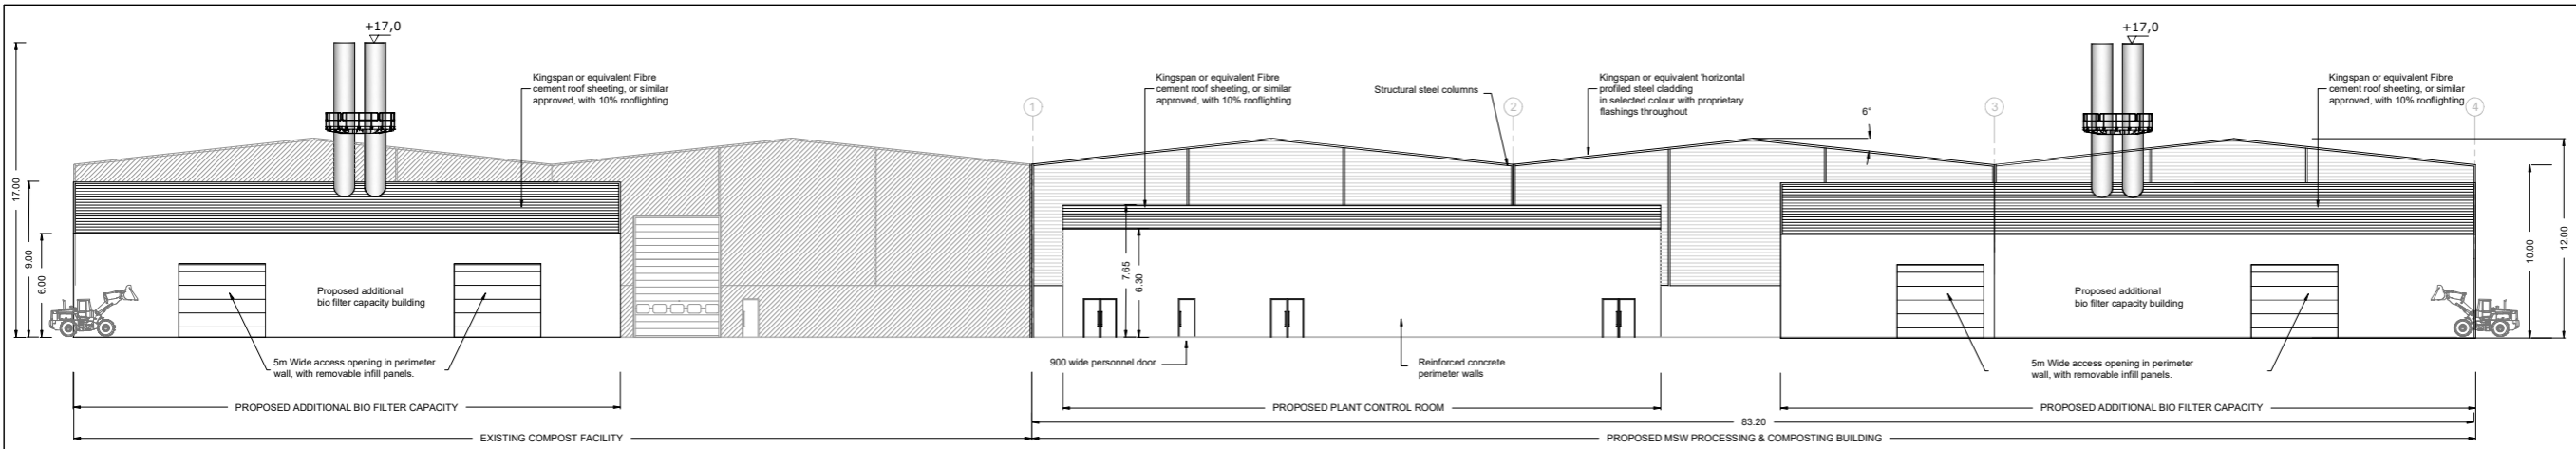 +17,0
+17,0
Kingspan or equivalent Fibre
cement roof sheeting, or similar
approved, with 10% rooflighting
Kingspan or equivalent Fibre
cement roof sheeting, or similar
approved, with 10% rooflighting
Structural steel columns
Kingspan or equivalent 'horizontal
profiled steel cladding
in selected colour with proprietary
flashings throughout
Kingspan or equivalent Fibre
cement roof sheeting, or similar
approved, with 10% rooflighting
1
2
3
4
6°
17.00
9.00
6.00
7.65
6.30
10.00
12.00
Proposed additional
bio filter capacity building
Proposed additional
bio filter capacity building
5m Wide access opening in perimeter
wall, with removable infill panels.
900 wide personnel door
Reinforced concrete
perimeter walls
5m Wide access opening in perimeter
wall, with removable infill panels.
PROPOSED ADDITIONAL BIO FILTER CAPACITY
PROPOSED PLANT CONTROL ROOM
PROPOSED ADDITIONAL BIO FILTER CAPACITY
83.20
EXISTING COMPOST FACILITY
PROPOSED MSW PROCESSING & COMPOSTING BUILDING